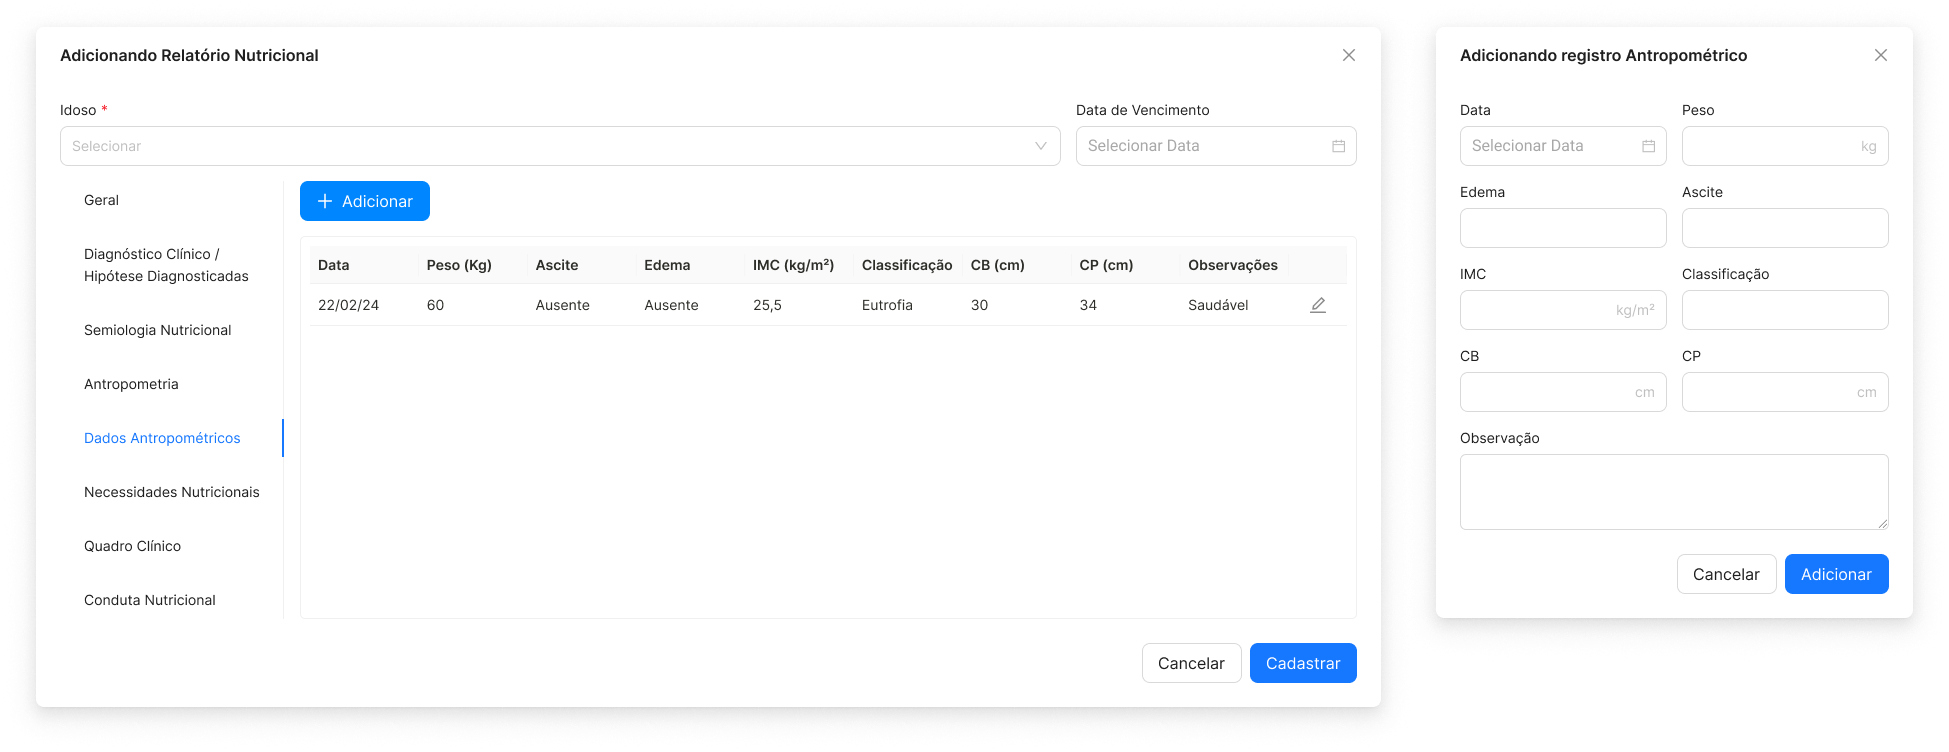 Adicionando Relatório Nutricional
Idoso *
Selecionar
Data de Vencimento
Selecionar Data
Geral
Diagnóstico Clínico /
Hipótese Diagnosticadas
Semiologia Nutricional
Antropometria
Dados Antropométricos
Necessidades Nutricionais
Quadro Clínico
Conduta Nutricional
Adicionar
Data Peso (Kg) Ascite Edema IMC (kg/m²) Classificação CB (cm) CP (cm) Observações
22/02/24 60 Ausente Ausente 25,5 Eutrofia 30 34 Saudável
Cancelar Cadastrar
Adicionando registro Antropométrico
Data Peso
Selecionar Data kg
Edema Ascite
IMC Classificação
kg/m²
CB CP
cm cm
Observação
Cancelar Adicionar